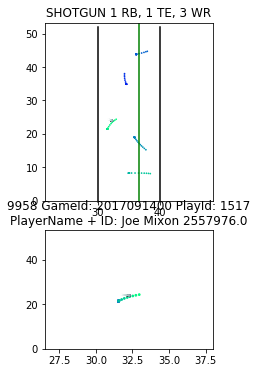 SHOTGUN 1 RB, 1 TE, 3 WR
50
40
30
20
10
0
30 40
9958 GameId: 2017091400 PlayId: 1517
PlayerName + ID: Joe Mixon 2557976.0
40
20
0
27.5 30.0 32.5 35.0 37.5